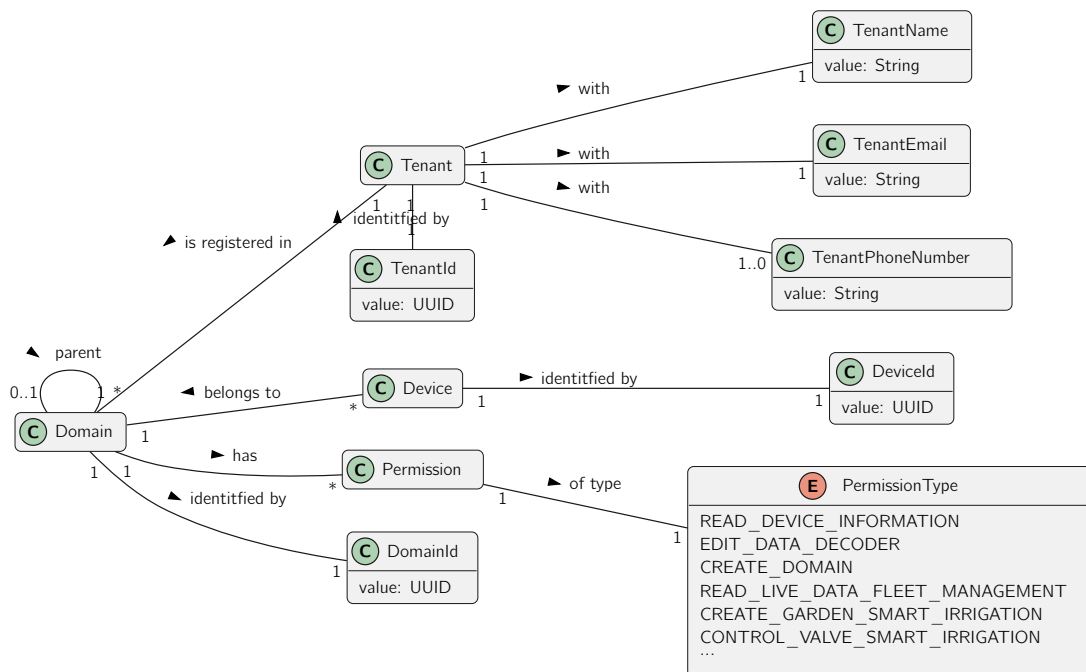 C TenantName
value: String
1
with
C TenantEmail
value: String
1
with
C Tenant
1
1
with
1
C TenantPhoneNumber
value: String
1..0
1
1
identitfied by
1
is registered in
C TenantId
value: UUID
parent
0..1
1
*
C Device
belongs to
*
1
identitfied by
1
1
C DeviceId
value: UUID
C Domain
1
has
*
C Permission
1
of type
1
1
identitfied by
1
C DomainId
value: UUID
E PermissionType
READ_DEVICE_INFORMATION
EDIT_DATA_DECODER
CREATE_DOMAIN
READ_LIVE_DATA_FLEET_MANAGEMENT
CREATE_GARDEN_SMART_IRRIGATION
CONTROL_VALVE_SMART_IRRIGATION
...